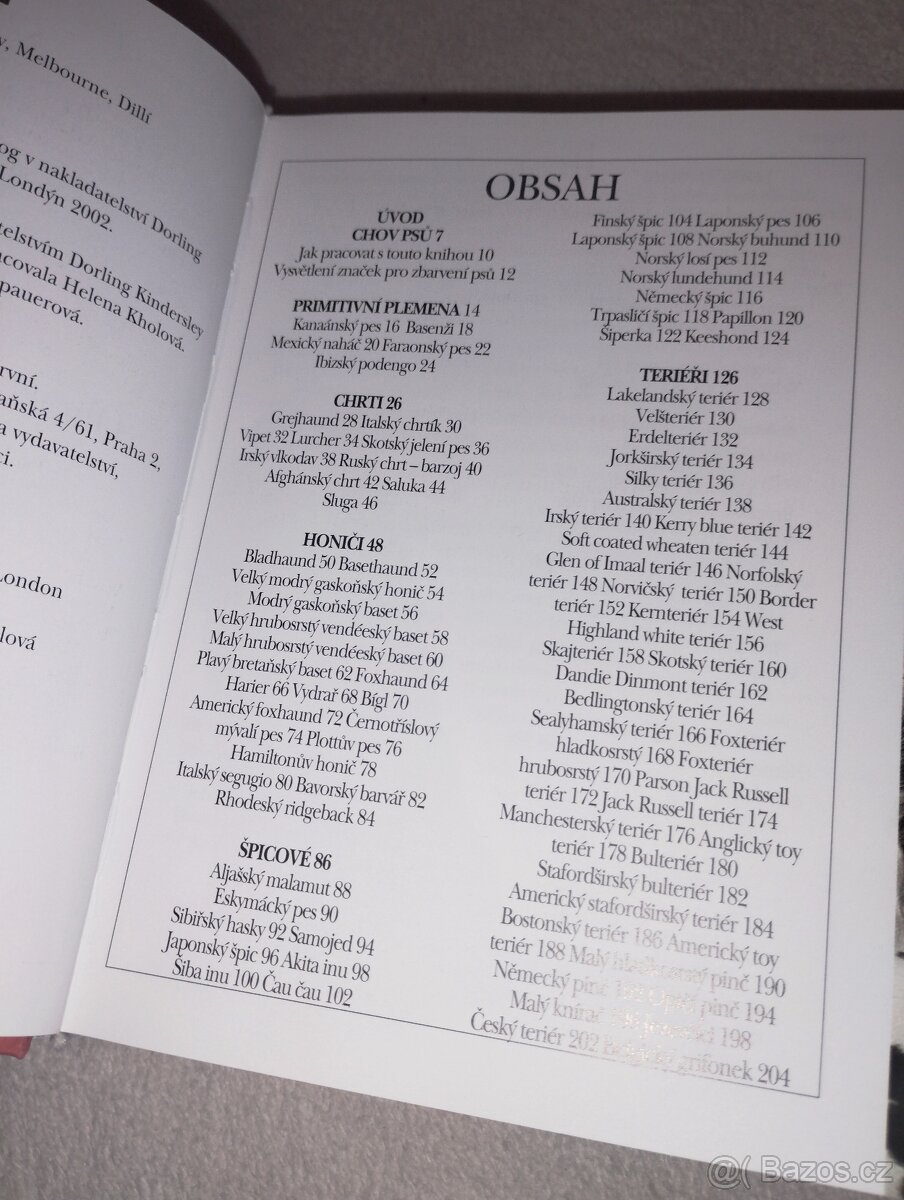 Melbourne, Dillí
og v nakladatelství Dorling
Londýn 2002.
telstvím Dorling Kindersley
acovala Helena Kholová.
pauerová.
rvní.
aňská 4/61, Praha 2,
a vydavatelství,
ci.
London
lová
OBSAH
ÚVOD
CHOV PSŮ 7
Jak pracovat s touto knihou 10
Vysvětlení značek pro zbarvení psů 12
PRIMITIVNÍ PLEMENA 14
Kanaánský pes 16 Basenži 18
Mexický naháč 20 Faraonský pes 22
Ibizský podengo 24
CHRTI 26
Grejhaund 28 Italský chrtík 30
Vipet 32 Lurcher 34 Skotský jelení pes 36
Irský vlkodav 38 Ruský chrt – barzoj 40
Afghánský chrt 42 Saluka 44
Sluga 46
HONIČI 48
Bladhaund 50 Basethaund 52
Velký modrý gaskoňský honič 54
Modrý gaskoňský baset 56
Velký hrubosrstý vendéeský baset 58
Malý hrubosrstý vendéeský baset 60
Plavý bretaňský baset 62 Foxhaund 64
Harier 66 Vydrař 68 Bígl 70
Americký foxhaund 72 Černotříslový
mývalí pes 74 Plottův pes 76
Hamiltonův honič 78
Italský segugio 80 Bavorský barvář 82
Rhodeský ridgeback 84
ŠPICOVÉ 86
Aljašský malamut 88
Eskymácký pes 90
Sibiřský hasky 92 Samojed 94
Japonský špic 96 Akita inu 98
Šiba inu 100 Čau čau 102
Finský špic 104 Laponský pes 106
Laponský špic 108 Norský buhund 110
Norský losí pes 112
Norský lundehund 114
Německý špic 116
Trpasličí špic 118 Papillon 120
Šiperka 122 Keeshond 124
TERIÉŘI 126
Lakelandský teriér 128
Velšteriér 130
Erdelteriér 132
Jorkšírský teriér 134
Silky teriér 136
Australský teriér 138
Irský teriér 140 Kerry blue teriér 142
Soft coated wheaten teriér 144
Glen of Imaal teriér 146 Norfolský
teriér 148 Norvičský teriér 150 Border
teriér 152 Kernteriér 154 West
Highland white teriér 156
Skajteriér 158 Skotský teriér 160
Dandie Dinmont teriér 162
Bedlingtonský teriér 164
Sealyhamský teriér 166 Foxteriér
hladkosrstý 168 Foxteriér
hrubosrstý 170 Parson Jack Russell
teriér 172 Jack Russell teriér 174
Manchesterský teriér 176 Anglický toy
teriér 178 Bulteriér 180
Stafordšírský bulteriér 182
Americký stafordšírský teriér 184
Bostonský teriér 186 Americký toy
teriér 188 Malý hladkosrstý pinč 190
Německý pinč 192 Opičí pinč 194
Malý knírač 198
Český teriér 202 grifonek 204
@( Bazos.cz